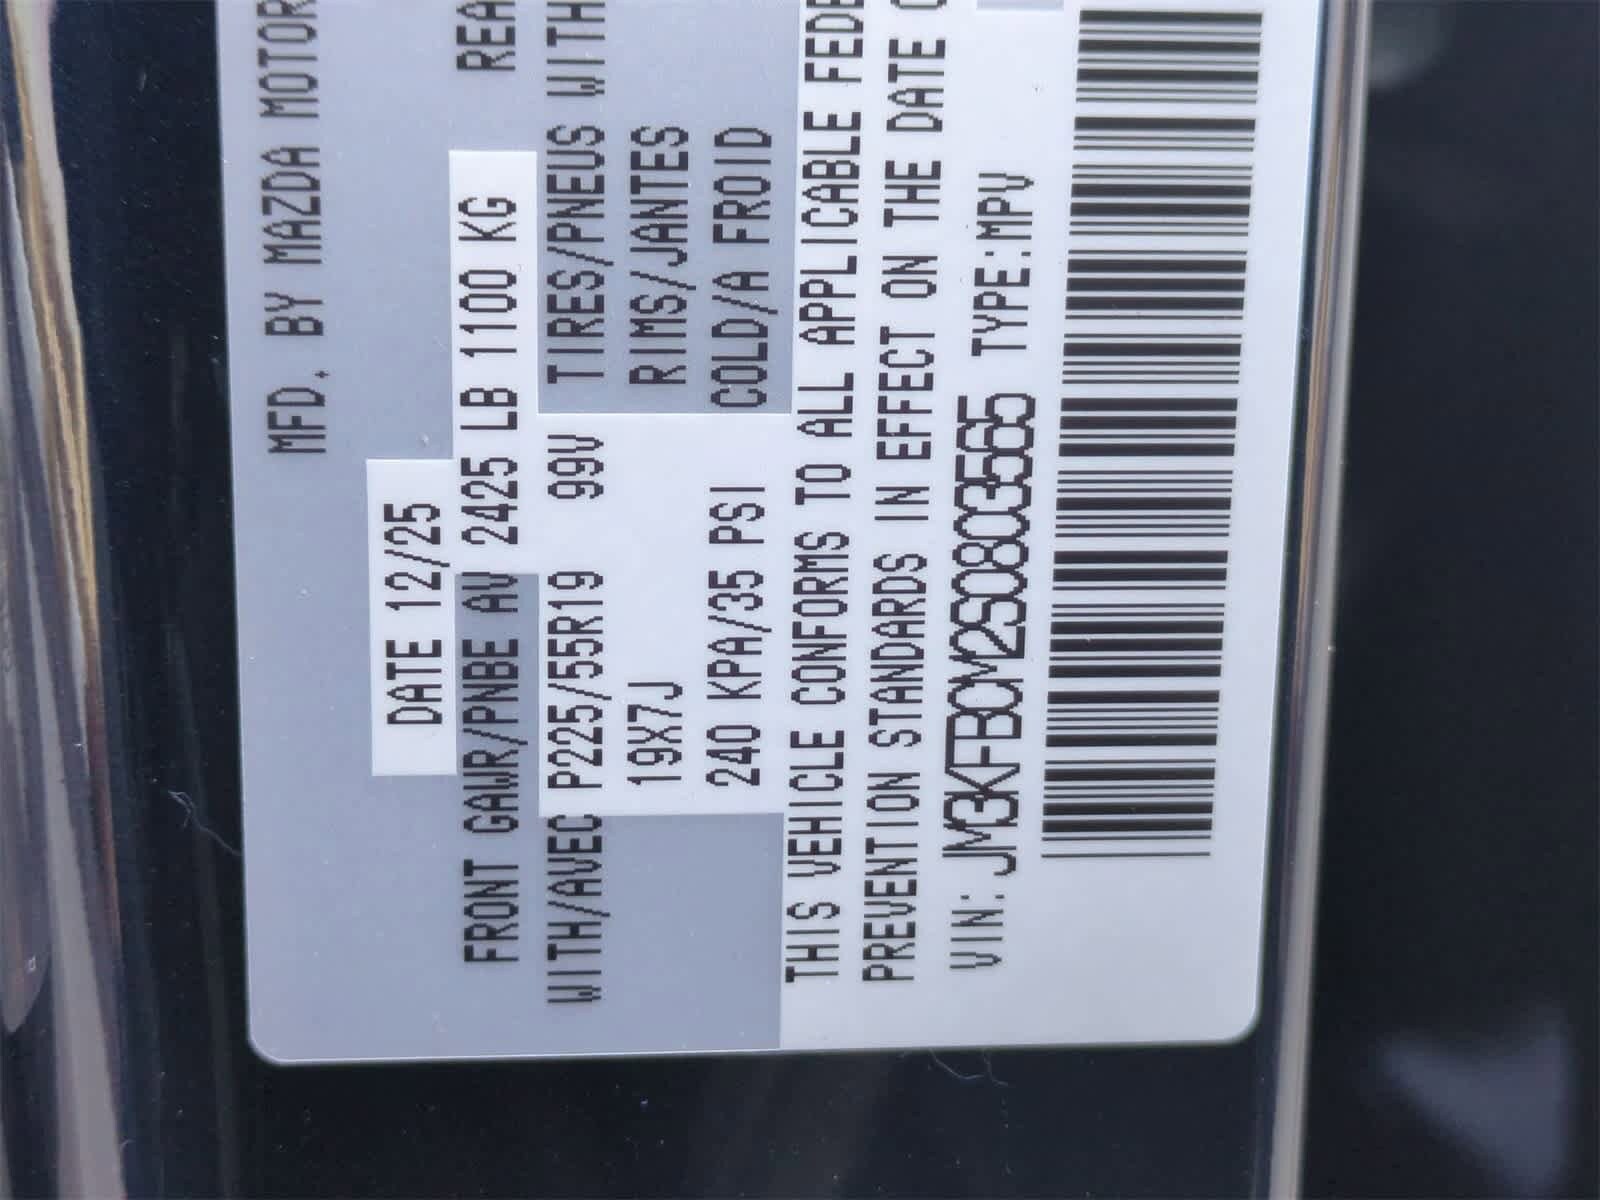 MFD. BY MAZDA MOTOR
DATE 12/25
FRONT GAWR/PNBE AV 2425 LB 1100 KG REA
WITH/AVEC P225/55R19 99V TIRES/PNEUS WITH
19X7J RIMS/JANTES
240 KPA/35 PSI COLD/A FROID
THIS VEHICLE CONFORMS TO ALL APPLICABLE FEDE
PREVENTION STANDARDS IN EFFECT ON THE DATE O
VIN: JM3KFBCM2S0803565 TYPE:MPV